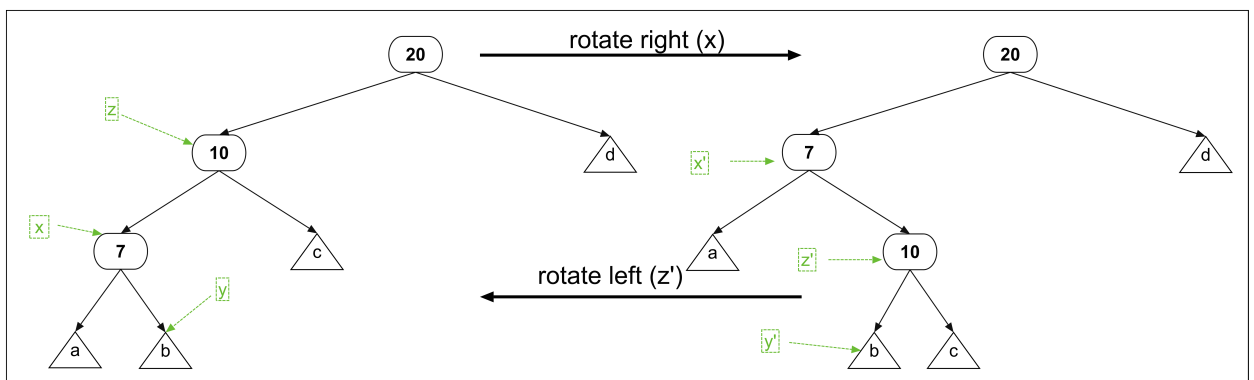 rotate right (x)
20
20
z
10
d
x'
7
d
x
7
c
a
z'
10
rotate left (z')
y
a
b
y'
b
c